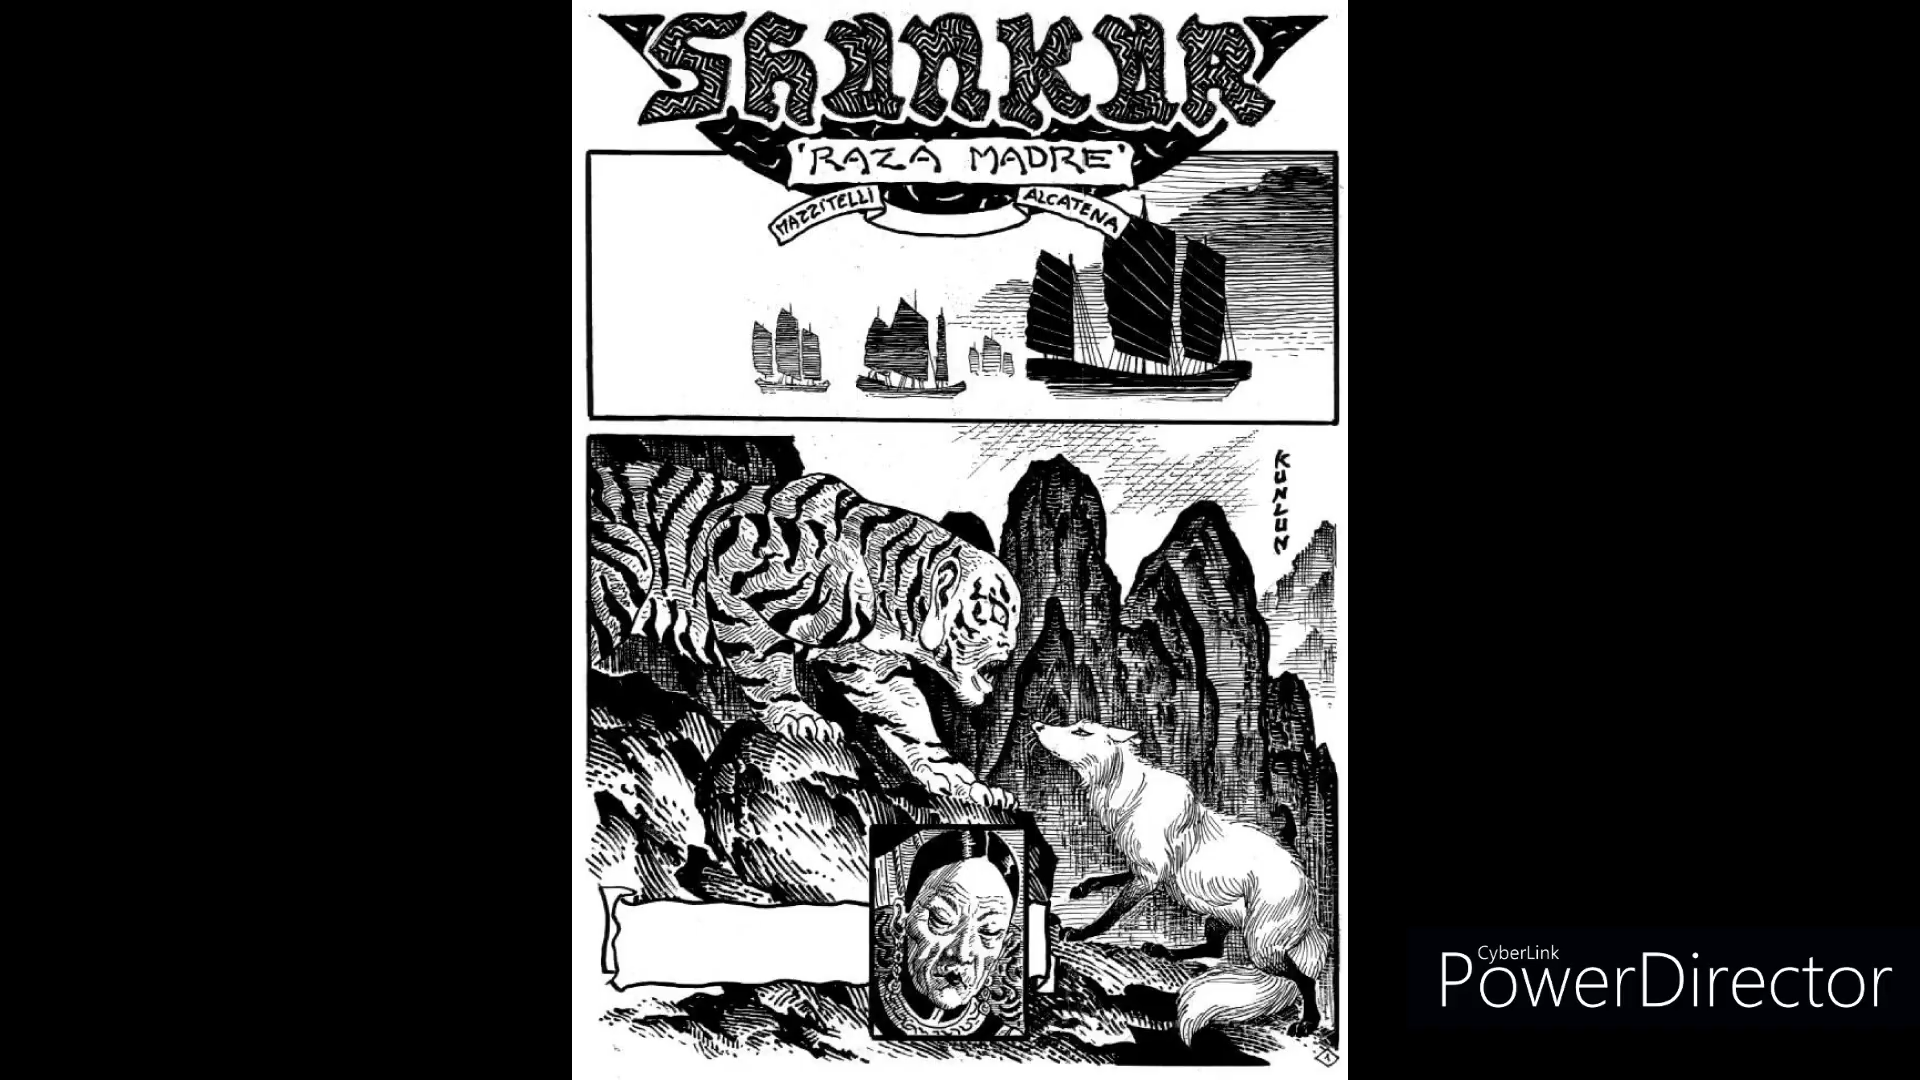 Shankar
'RAZA MADRE'
MAZZITELLI
ALCATENA
KUNLUN
CyberLink
PowerDirector